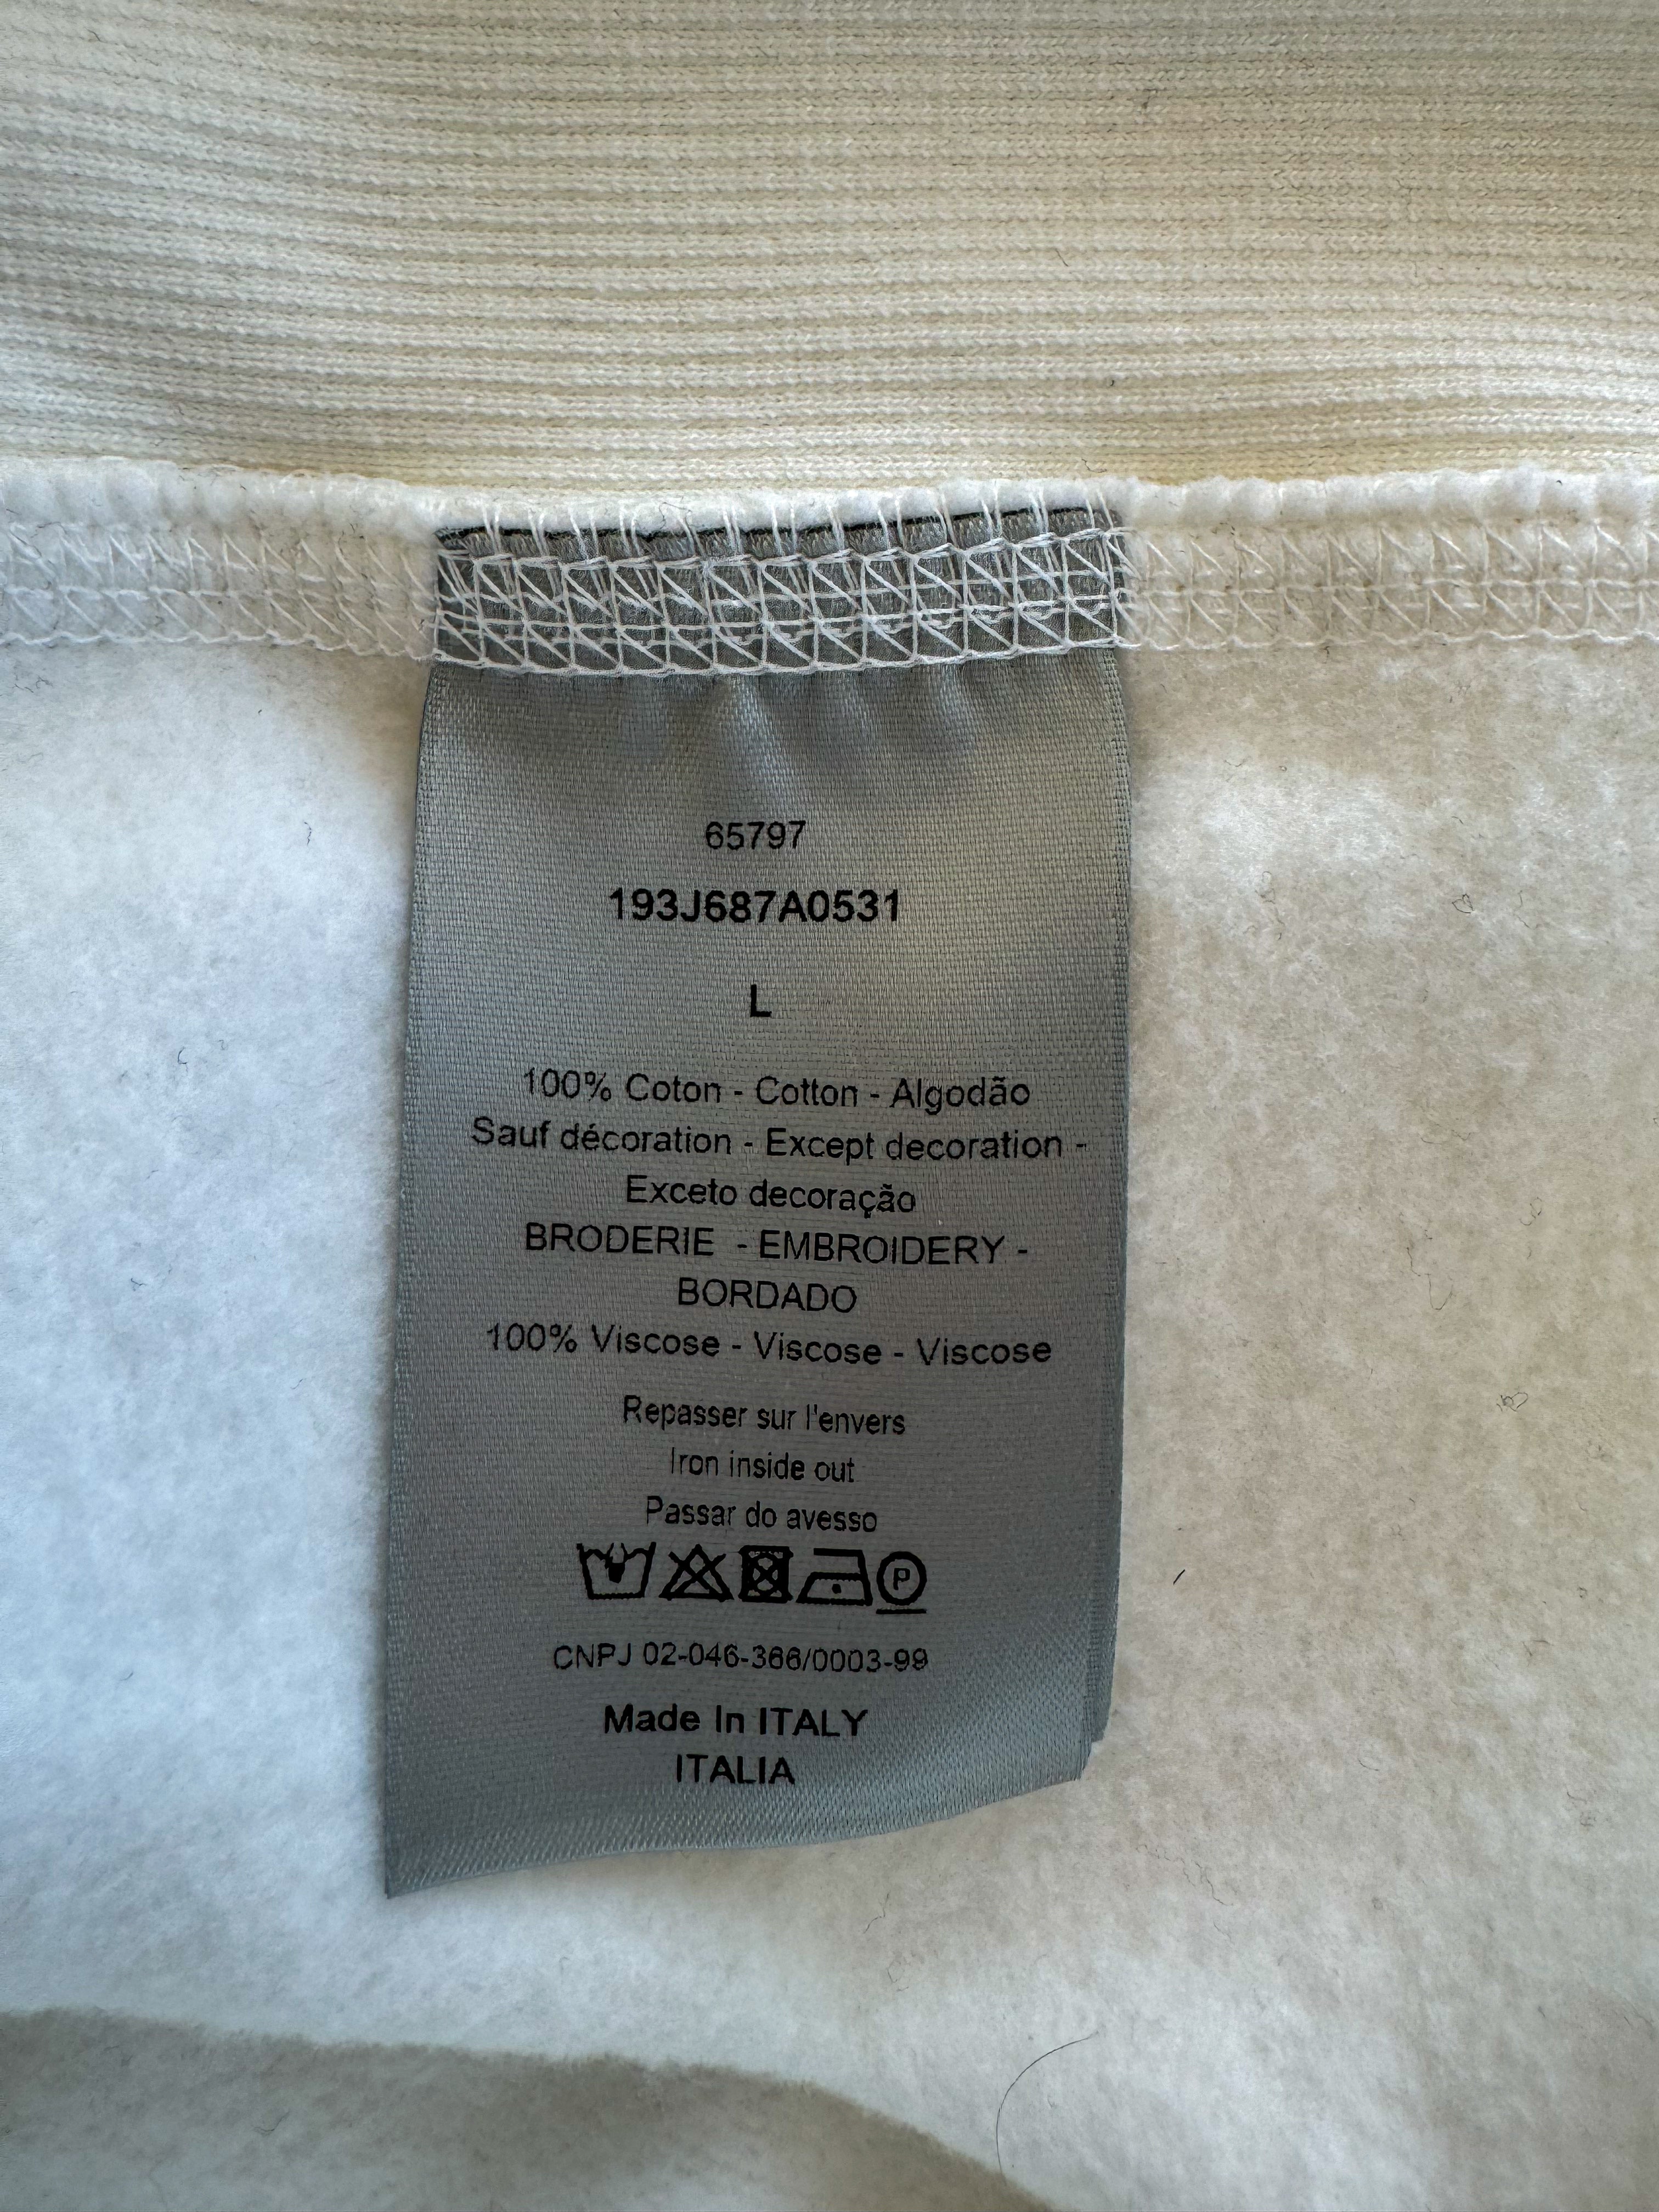 65797
193J687A0531
L
100% Coton - Cotton - Algodão
Sauf décoration - Except decoration -
Exceto decoração
BRODERIE - EMBROIDERY -
BORDADO
100% Viscose - Viscose - Viscose
Repasser sur l'envers
Iron inside out
Passar do avesso
P
CNPJ 02-046-366/0003-99
Made In ITALY
ITALIA